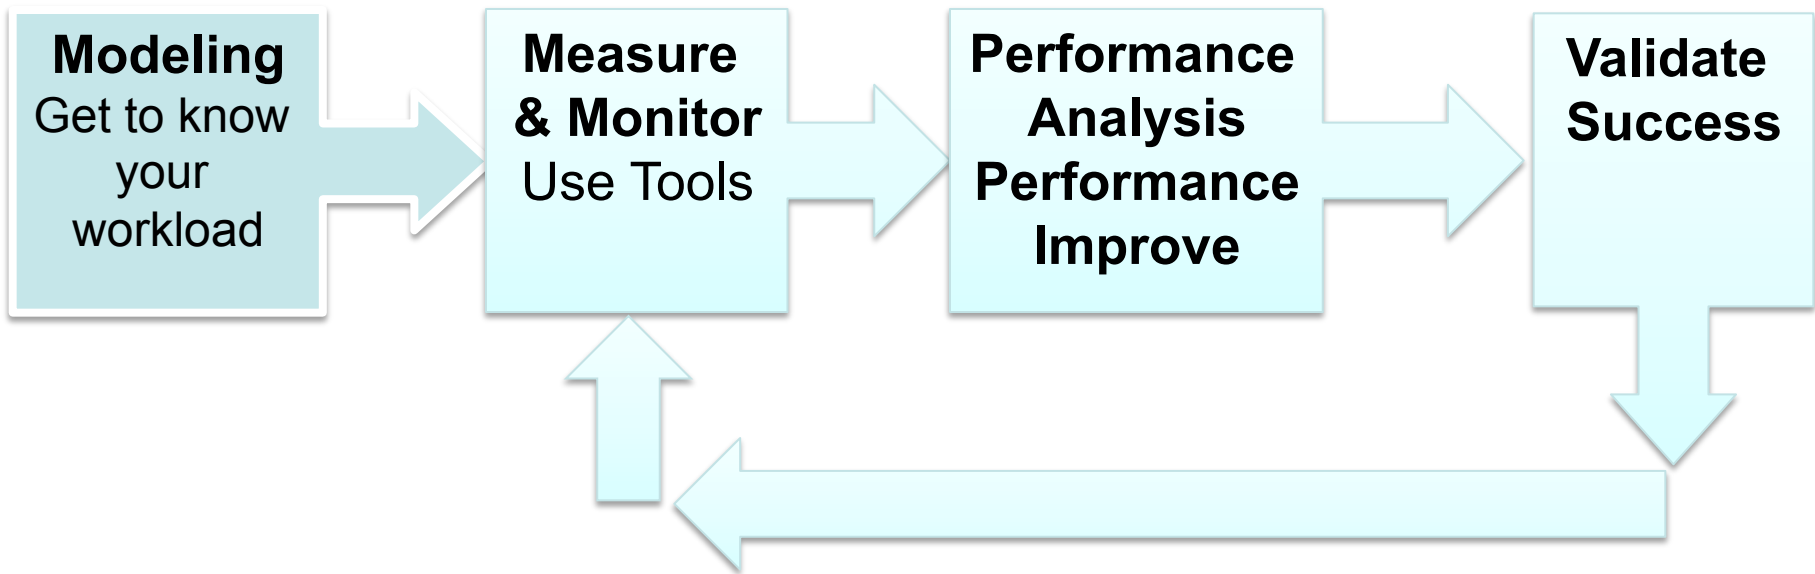 Modeling
Get to know
your
workload
Measure
& Monitor
Use Tools
Performance
Analysis
Performance
Improve
Validate
Success